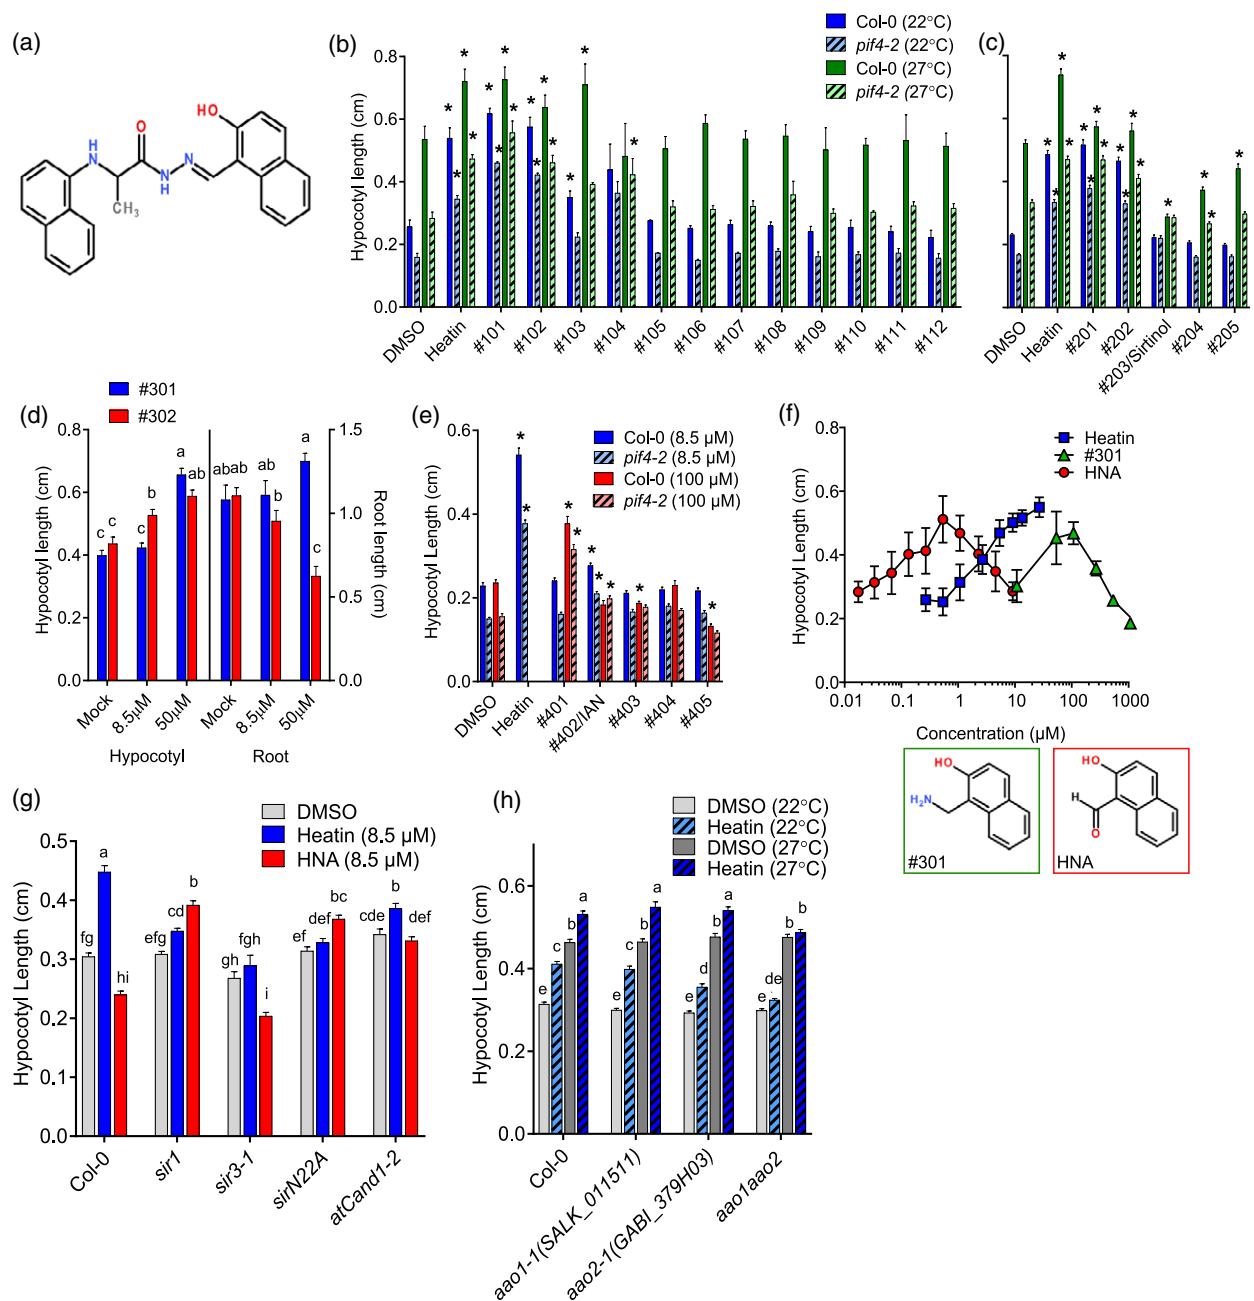 (a)
HO
O
N
H
N
H
N
CH3
(b)
Col-0 (22°C)
pif4-2 (22°C)
Col-0 (27°C)
pif4-2 (27°C)
Hypocotyl length (cm)
0.8
0.6
0.4
0.2
0.0
DMSO
Heatin
#101
#102
#103
#104
#105
#106
#107
#108
#109
#110
#111
#112
(c)
DMSO
Heatin
#201
#202
#203/Sirtinol
#204
#205
(d)
#301
#302
Hypocotyl length (cm)
0.8
0.6
0.4
0.2
0.0
c c
c b
a ab
ab ab
ab b
a c
1.5
1.0
0.5
0.0
Root length (cm)
Mock
8.5µM
50µM
Mock
8.5µM
50µM
Hypocotyl
Root
(e)
Col-0 (8.5 µM)
pif4-2 (8.5 µM)
Col-0 (100 µM)
pif4-2 (100 µM)
Hypocotyl Length (cm)
0.6
0.4
0.2
0.0
DMSO
Heatin
#401
#402/IAN
#403
#404
#405
(f)
Heatin
#301
HNA
Hypocotyl Length (cm)
0.8
0.6
0.4
0.2
0.0
0.01
0.1
1
10
100
1000
Concentration (µM)
HO
H2N
#301
HO
H
O
HNA
(g)
DMSO
Heatin (8.5 µM)
HNA (8.5 µM)
Hypocotyl Length (cm)
0.5
0.4
0.3
0.2
0.1
0.0
fg a hi
efg cd b
gh fgh i
ef def bc
cde b def
Col-0
sir1
sir3-1
sirN22A
atCand1-2
(h)
DMSO (22°C)
Heatin (22°C)
DMSO (27°C)
Heatin (27°C)
Hypocotyl Length (cm)
0.8
0.6
0.4
0.2
0.0
e c b a
e c b a
e d b a
e de b b
Col-0
aao1-1(SALK_011511)
aao2-1(GABI_379H03)
aao1aao2